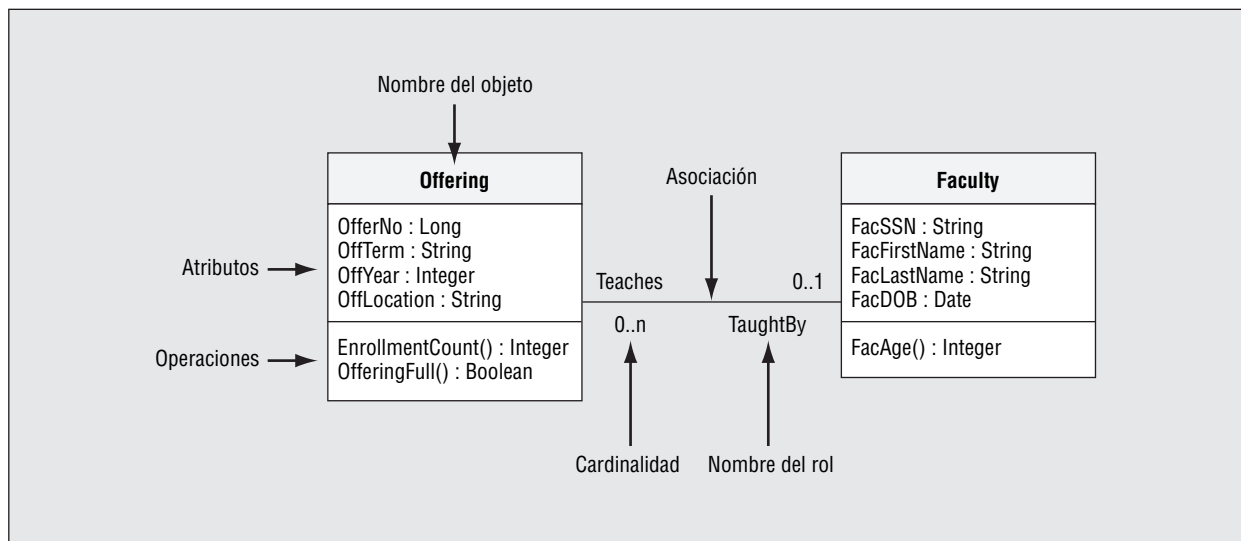 Nombre del objeto
Offering
OfferNo : Long
OffTerm : String
OffYear : Integer
OffLocation : String
EnrollmentCount() : Integer
OfferingFull() : Boolean
Atributos
Operaciones
Asociación
Teaches
0..1
0..n
TaughtBy
Cardinalidad
Nombre del rol
Faculty
FacSSN : String
FacFirstName : String
FacLastName : String
FacDOB : Date
FacAge() : Integer